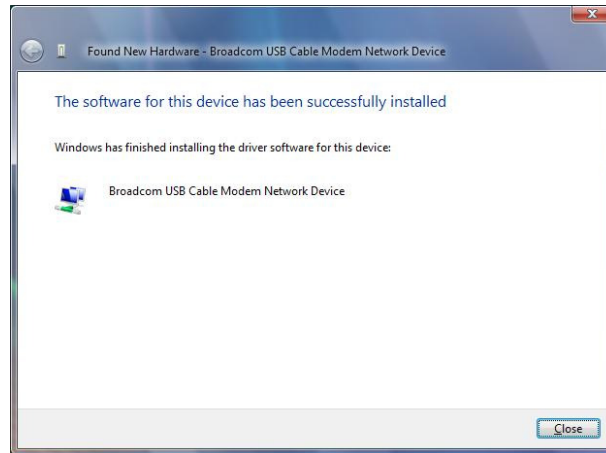 Found New Hardware - Broadcom USB Cable Modem Network Device
The software for this device has been successfully installed
Windows has finished installing the driver software for this device:
Broadcom USB Cable Modem Network Device
Close